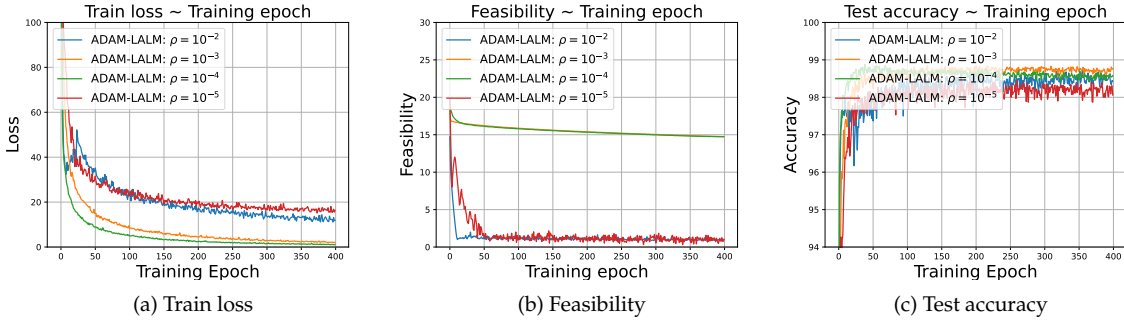 Train loss ~ Training epoch
100
80
60
40
20
0
Loss
ADAM-LALM: ρ = 10⁻²
ADAM-LALM: ρ = 10⁻³
ADAM-LALM: ρ = 10⁻⁴
ADAM-LALM: ρ = 10⁻⁵
0 50 100 150 200 250 300 350 400
Training Epoch
(a) Train loss
Feasibility ~ Training epoch
30
25
20
15
10
5
0
Feasibility
ADAM-LALM: ρ = 10⁻²
ADAM-LALM: ρ = 10⁻³
ADAM-LALM: ρ = 10⁻⁴
ADAM-LALM: ρ = 10⁻⁵
0 50 100 150 200 250 300 350 400
Training epoch
(b) Feasibility
Test accuracy ~ Training epoch
100
99
98
97
96
95
94
Accuracy
ADAM-LALM: ρ = 10⁻²
ADAM-LALM: ρ = 10⁻³
ADAM-LALM: ρ = 10⁻⁴
ADAM-LALM: ρ = 10⁻⁵
0 50 100 150 200 250 300 350 400
Training Epoch
(c) Test accuracy